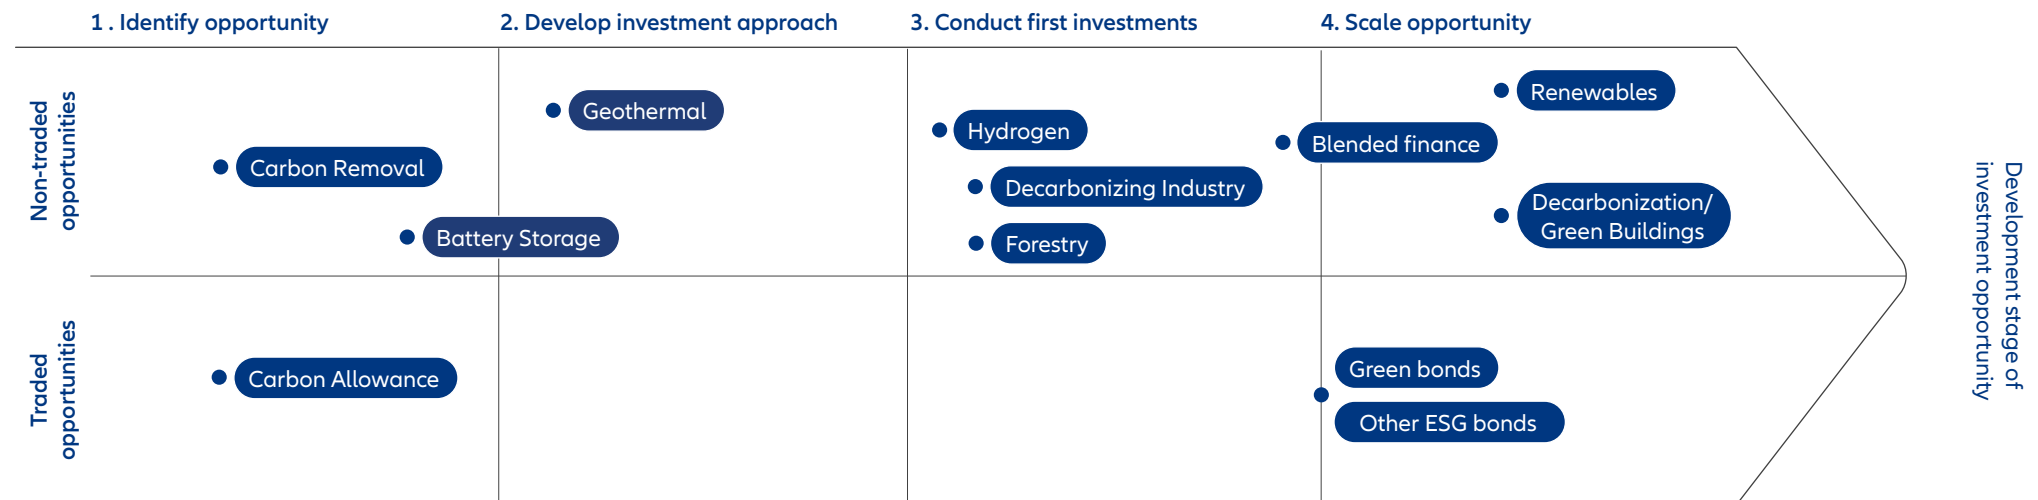 1 . Identify opportunity
2. Develop investment approach
3. Conduct first investments
4. Scale opportunity
Non-traded
opportunities
Carbon Removal
Battery Storage
Geothermal
Hydrogen
Decarbonizing Industry
Forestry
Blended finance
Renewables
Decarbonization/
Green Buildings
Traded
opportunities
Carbon Allowance
Green bonds
Other ESG bonds
Development stage of
investment opportunity